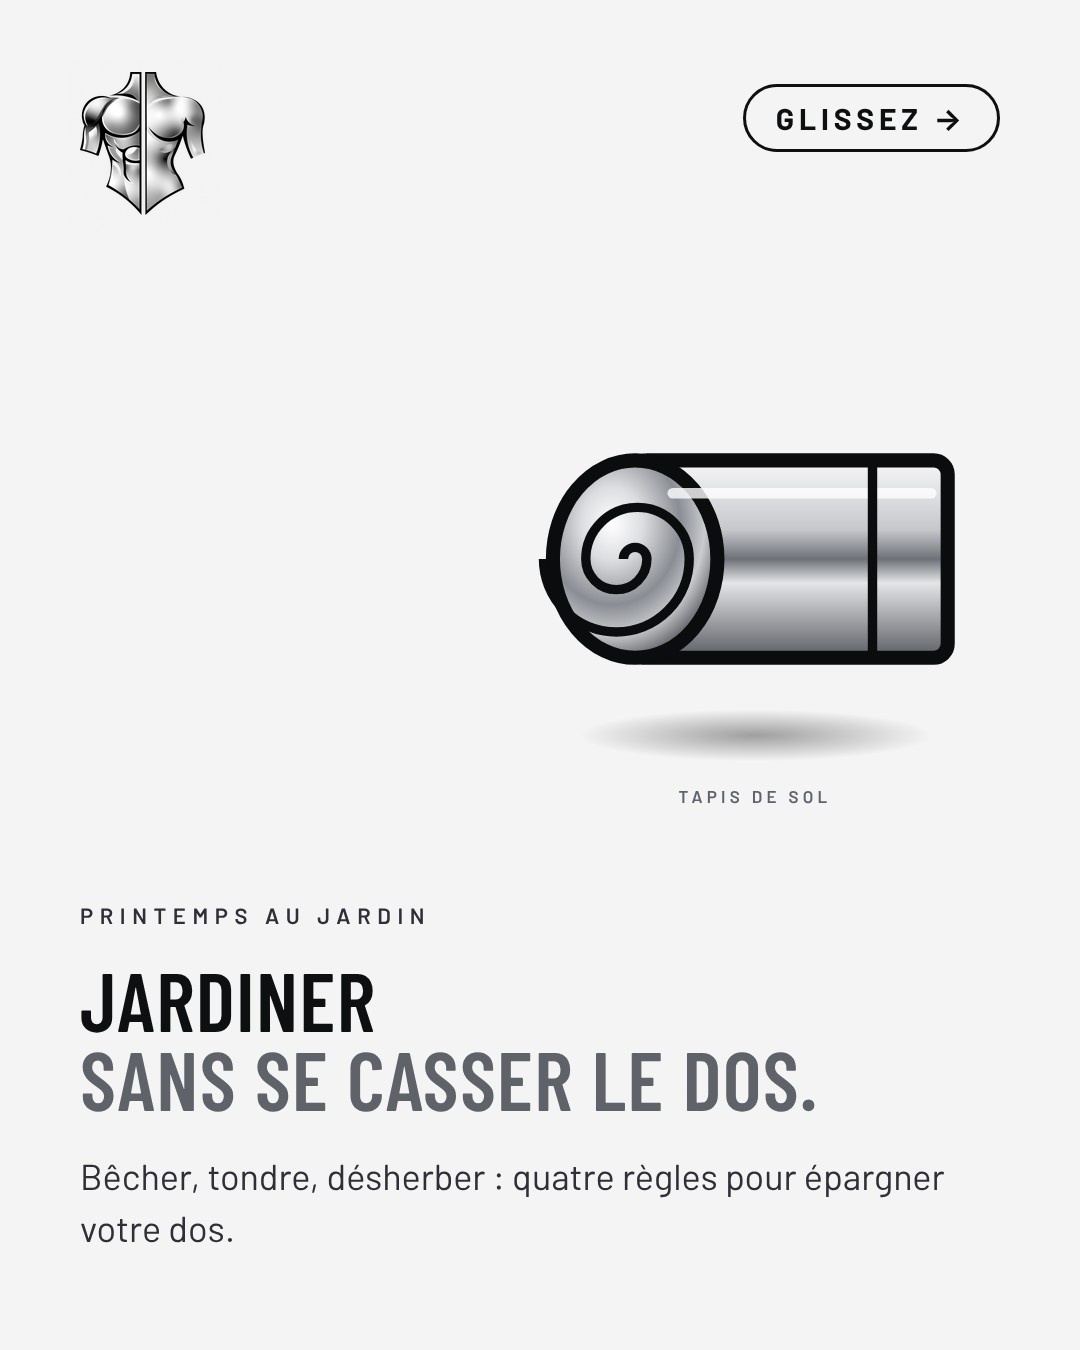 GLISSEZ →
TAPIS DE SOL
PRINTEMPS AU JARDIN
JARDINER
SANS SE CASSER LE DOS.
Bêcher, tondre, désherber : quatre règles pour épargner
votre dos.